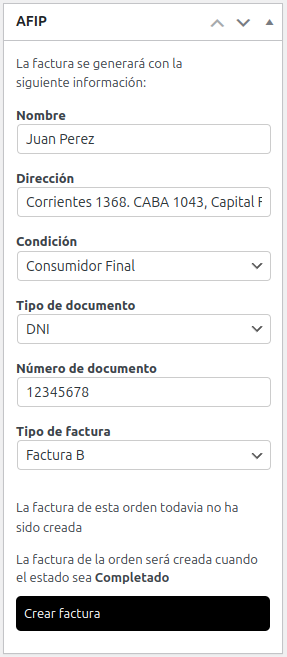 AFIP
La factura se generará con la
siguiente información:
Nombre
Juan Perez
Dirección
Corrientes 1368. CABA 1043, Capital F
Condición
Consumidor Final
Tipo de documento
DNI
Número de documento
12345678
Tipo de factura
Factura B
La factura de esta orden todavia no ha
sido creada
La factura de la orden será creada cuando
el estado sea Completado
Crear factura